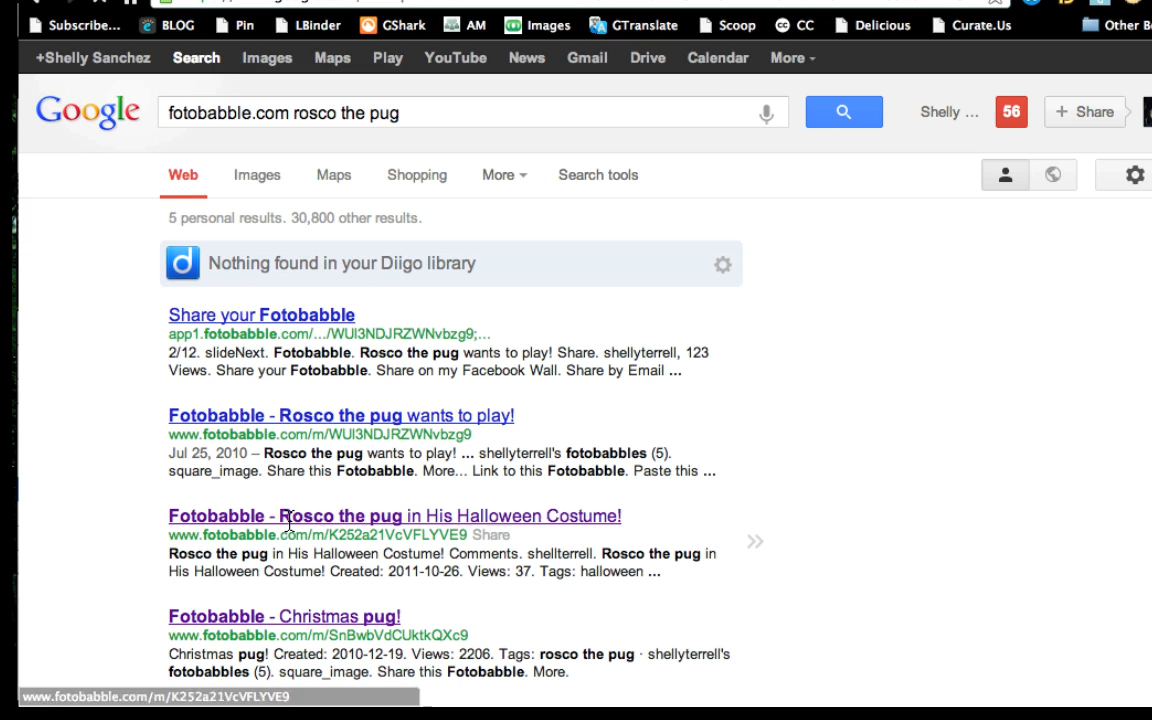 Subscribe... BLOG Pin LBinder GShark AM Images GTranslate Scoop CC Delicious Curate.Us Other B
+Shelly Sanchez Search Images Maps Play YouTube News Gmail Drive Calendar More
Google fotobabble.com rosco the pug Shelly ... 56 + Share
Web Images Maps Shopping More Search tools
5 personal results. 30,800 other results.
d Nothing found in your Diigo library
Share your Fotobabble
app1.fotobabble.com/.../WUl3NDJRZWNvbzg9;...
2/12. slideNext. Fotobabble. Rosco the pug wants to play! Share. shellyterrell, 123
Views. Share your Fotobabble. Share on my Facebook Wall. Share by Email ...
Fotobabble - Rosco the pug wants to play!
www.fotobabble.com/m/WUl3NDJRZWNvbzg9
Jul 25, 2010 – Rosco the pug wants to play! ... shellyterrell's fotobabbles (5).
square_image. Share this Fotobabble. More... Link to this Fotobabble. Paste this ...
Fotobabble - Rosco the pug in His Halloween Costume!
www.fotobabble.com/m/K252a21VcVFLYVE9 Share
Rosco the pug in His Halloween Costume! Comments. shellterrell. Rosco the pug in
His Halloween Costume! Created: 2011-10-26. Views: 37. Tags: halloween ...
Fotobabble - Christmas pug!
www.fotobabble.com/m/SnBwbVdCUktkQXc9
Christmas pug! Created: 2010-12-19. Views: 2206. Tags: rosco the pug · shellyterrell's
fotobabbles (5). square_image. Share this Fotobabble. More.
www.fotobabble.com/m/K252a21VcVFLYVE9